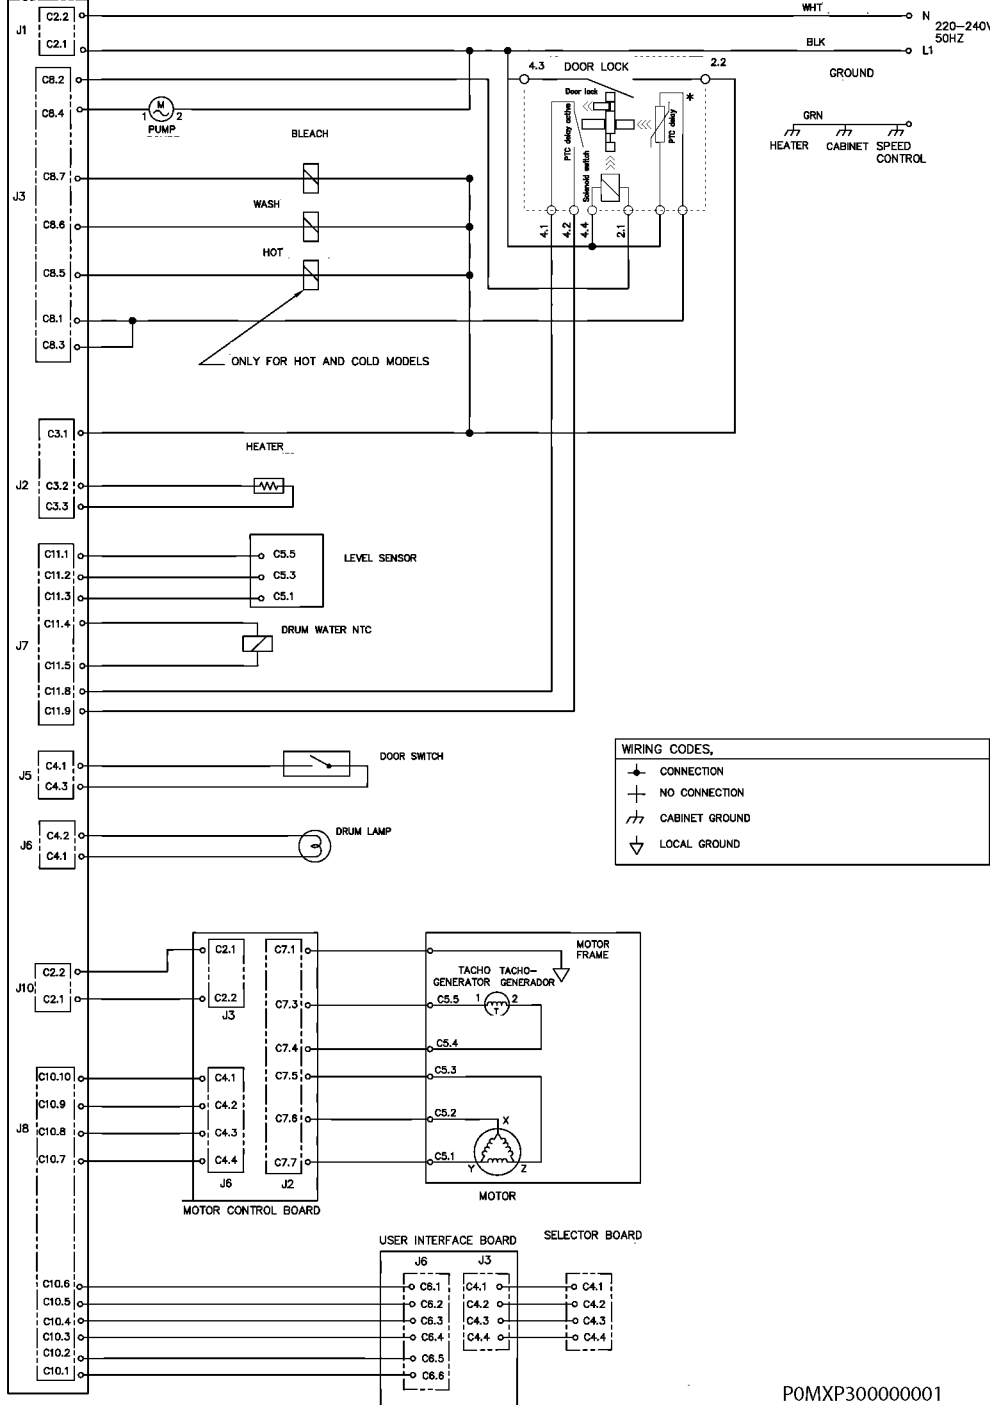 J1
C2.2
C2.1
WHT
N
220–240V
50HZ
BLK
L1
GROUND
GRN
HEATER
CABINET
SPEED
CONTROL
J3
C8.2
C8.4
C8.7
C8.6
C8.5
C8.1
C8.3
M
1
2
PUMP
BLEACH
WASH
HOT
ONLY FOR HOT AND COLD MODELS
4.3
DOOR LOCK
2.2
Door lock
PTC delay active
Solenoid switch
PTC delay
*
4.1
4.2
4.4
2.1
J2
C3.1
C3.2
C3.3
HEATER
J7
C11.1
C11.2
C11.3
C11.4
C11.5
C11.8
C11.9
C5.5
C5.3
C5.1
LEVEL SENSOR
DRUM WATER NTC
J5
C4.1
C4.3
DOOR SWITCH
J6
C4.2
C4.1
DRUM LAMP
WIRING CODES,
CONNECTION
NO CONNECTION
CABINET GROUND
LOCAL GROUND
J10
C2.2
C2.1
C2.1
C2.2
J3
C7.1
C7.3
C7.4
C7.5
C7.6
C7.7
J2
MOTOR
FRAME
TACHO TACHO–
GENERATOR GENERADOR
C5.5
1
2
T
C5.4
C5.3
C5.2
X
C5.1
Y
Z
MOTOR
J8
C10.10
C10.9
C10.8
C10.7
C4.1
C4.2
C4.3
C4.4
J6
MOTOR CONTROL BOARD
C10.6
C10.5
C10.4
C10.3
C10.2
C10.1
USER INTERFACE BOARD
J6
J3
C6.1
C6.2
C6.3
C6.4
C6.5
C6.6
C4.1
C4.2
C4.3
C4.4
SELECTOR BOARD
C4.1
C4.2
C4.3
C4.4
P0MXP300000001